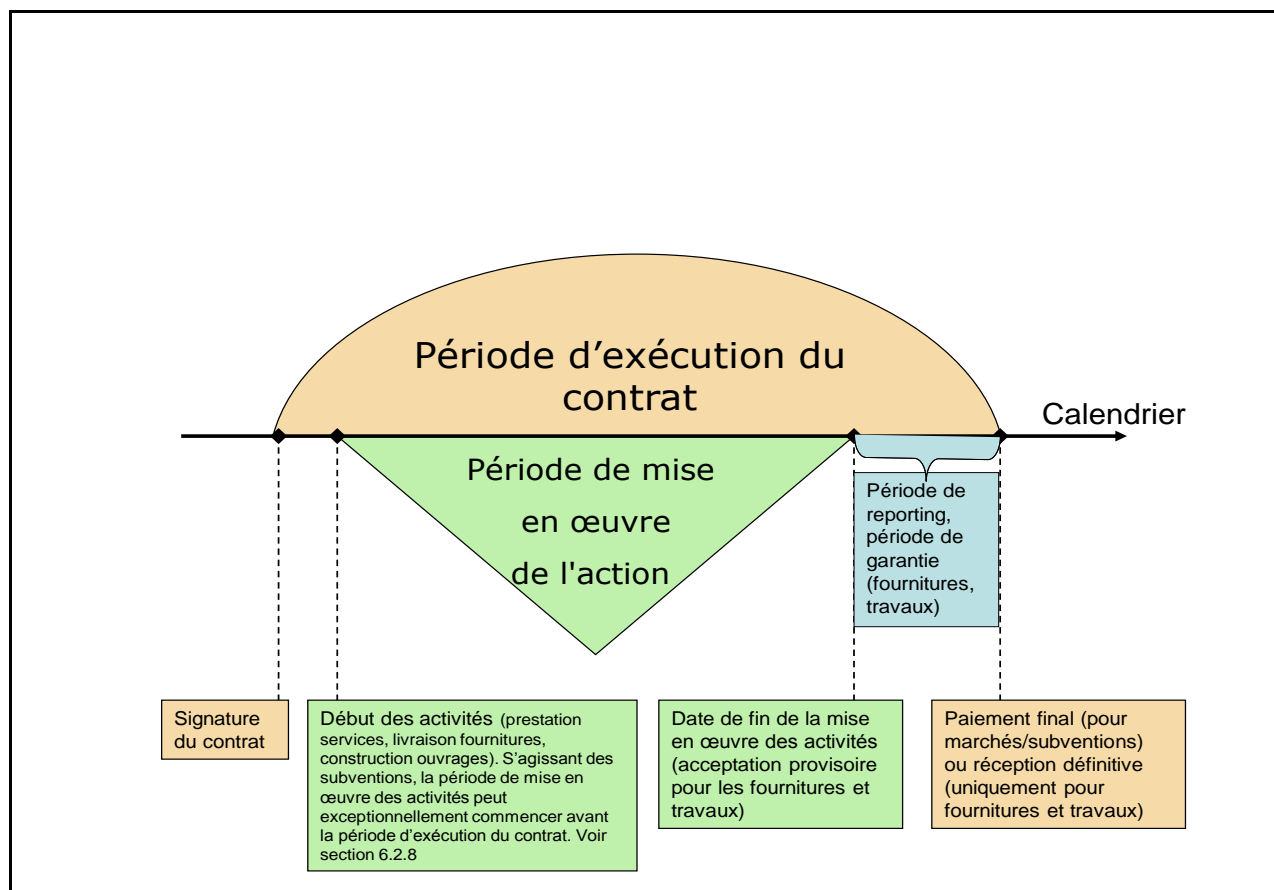 Période d’exécution du
contrat
Calendrier
Période de mise
en œuvre
de l'action
Période de
reporting,
période de
garantie
(fournitures,
travaux)
Signature
du contrat
Début des activités (prestation
services, livraison fournitures,
construction ouvrages). S’agissant des
subventions, la période de mise en
œuvre des activités peut
exceptionnellement commencer avant
la période d’exécution du contrat. Voir
section 6.2.8
Date de fin de la mise
en œuvre des activités
(acceptation provisoire
pour les fournitures et
travaux)
Paiement final (pour
marchés/subventions)
ou réception définitive
(uniquement pour
fournitures et travaux)